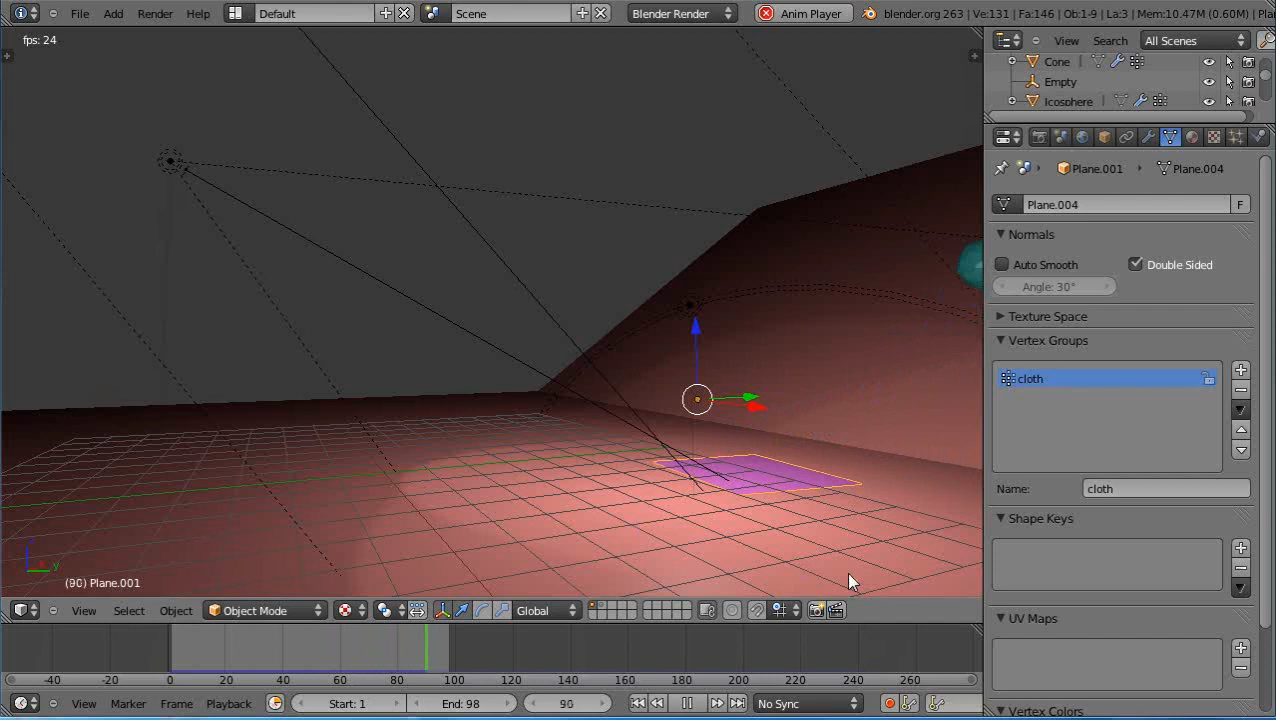 File Add Render Help Default Scene Blender Render Anim Player blender.org 263 | Ve:131 | Fa:146 | Ob:1-9 | La:3 | Mem:10.47M (0.60M) | Pla
fps: 24
View Search All Scenes
Cone
Empty
Icosphere
Plane.001 Plane.004
Plane.004 F
Normals
Auto Smooth Double Sided
Angle: 30°
Texture Space
Vertex Groups
cloth
Name: cloth
Shape Keys
UV Maps
Vertex Colors
y
(90) Plane.001
View Select Object Object Mode Global
-40 -20 0 20 40 60 80 100 120 140 160 180 200 220 240 260
View Marker Frame Playback Start: 1 End: 98 90 No Sync